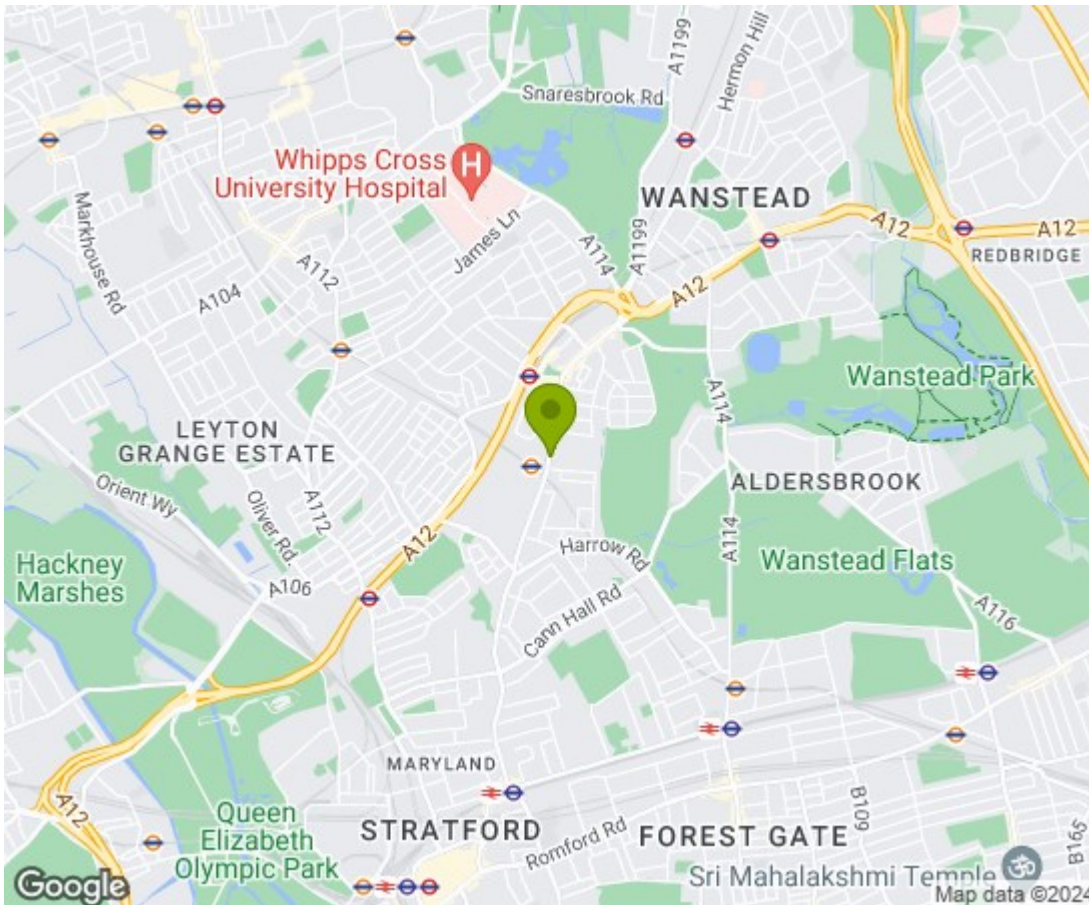 A1199
Hermon Hill
Snaresbrook Rd
Whipps Cross
University Hospital
H
WANSTEAD
Markhouse Rd
James Ln
A112
A114
A1199
A12
A12
A12
REDBRIDGE
A104
Wanstead Park
A114
LEYTON
GRANGE ESTATE
ALDERSBROOK
Orient Wy
Oliver Rd.
A112
A12
A114
Harrow Rd
Wanstead Flats
Hackney
Marshes
A106
Cann Hall Rd
A116
MARYLAND
A12
Queen
Elizabeth
Olympic Park
STRATFORD
Romford Rd
FOREST GATE
B109
B165
Sri Mahalakshmi Temple
Google
Map data ©2024